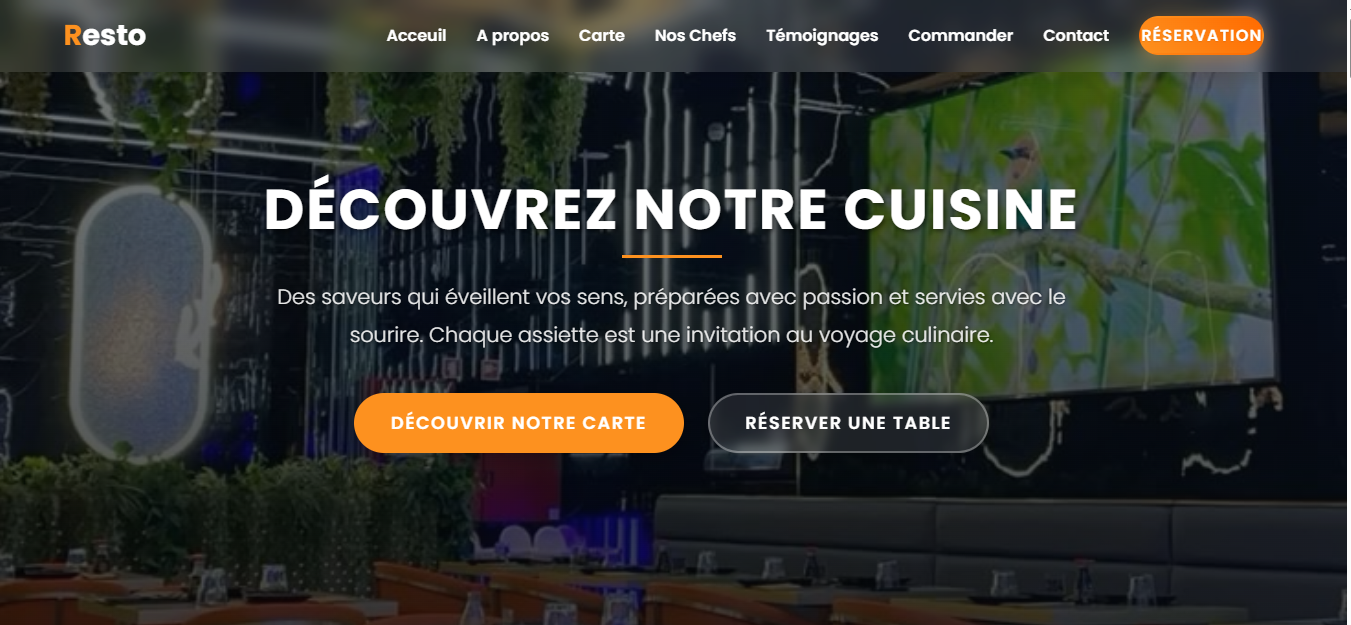 Resto
Acceuil
A propos
Carte
Nos Chefs
Témoignages
Commander
Contact
RÉSERVATION
DÉCOUVREZ NOTRE CUISINE
Des saveurs qui éveillent vos sens, préparées avec passion et servies avec le
sourire. Chaque assiette est une invitation au voyage culinaire.
DÉCOUVRIR NOTRE CARTE
RÉSERVER UNE TABLE